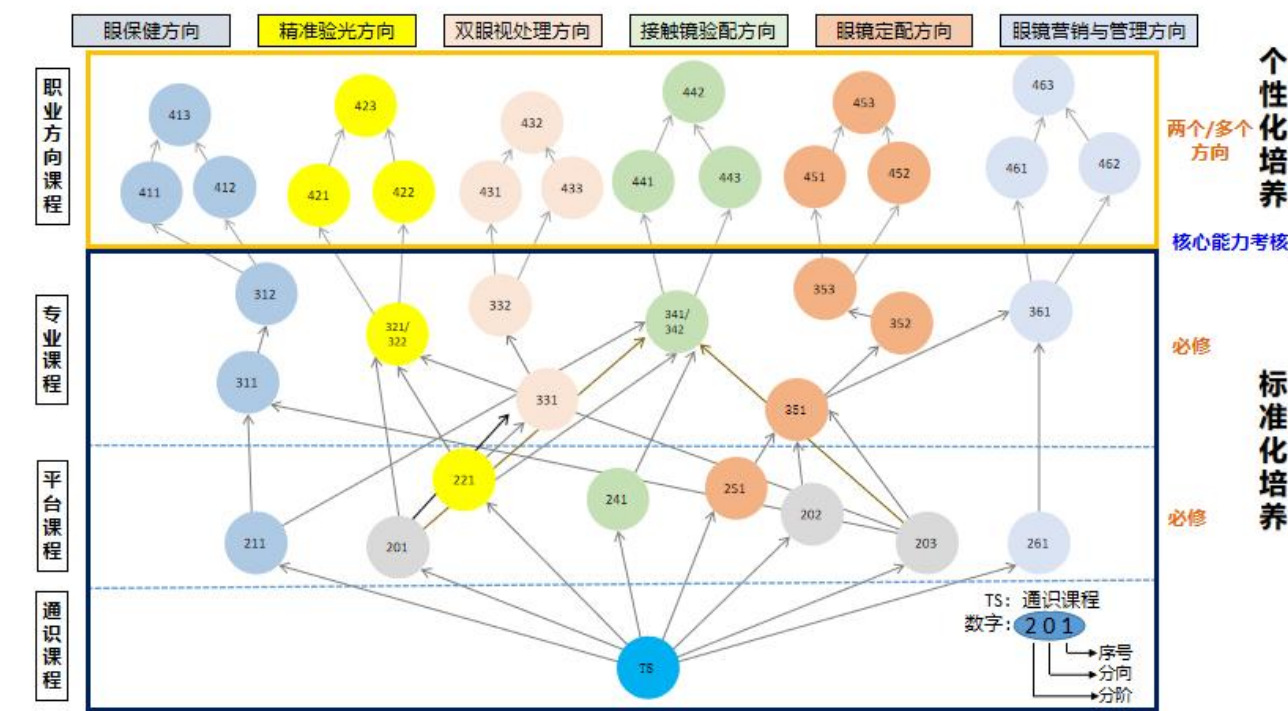 眼保健方向
精准验光方向
双眼视处理方向
接触镜验配方向
眼镜定配方向
眼镜营销与管理方向
职业方向课程
413
411
412
423
421
422
432
431
433
442
441
443
453
451
452
463
461
462
两个/多个
方向
个性化培养
核心能力考核
专业课程
312
311
321/
322
332
331
341/
342
353
352
351
361
必修
标准化培养
平台课程
211
201
221
241
251
202
203
261
必修
通识课程
TS
TS: 通识课程
数字: 201
序号
分向
分阶